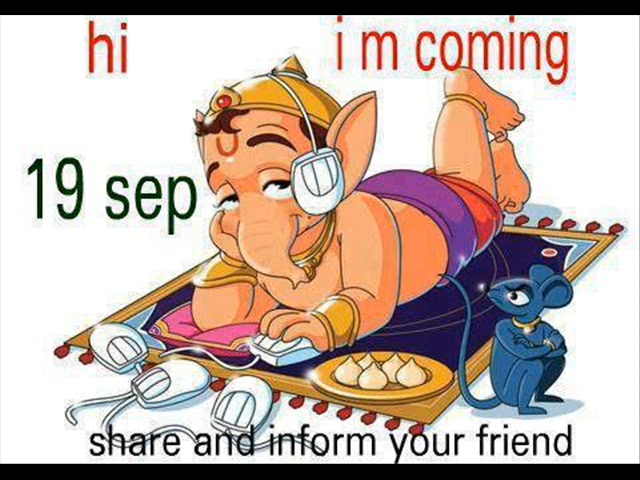 hi i m coming
19 sep
share and inform your friend